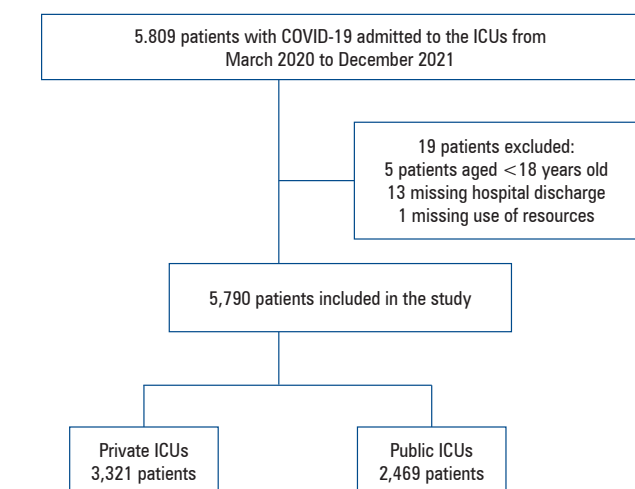 5.809 patients with COVID-19 admitted to the ICUs from
March 2020 to December 2021
19 patients excluded:
5 patients aged <18 years old
13 missing hospital discharge
1 missing use of resources
5,790 patients included in the study
Private ICUs
3,321 patients
Public ICUs
2,469 patients